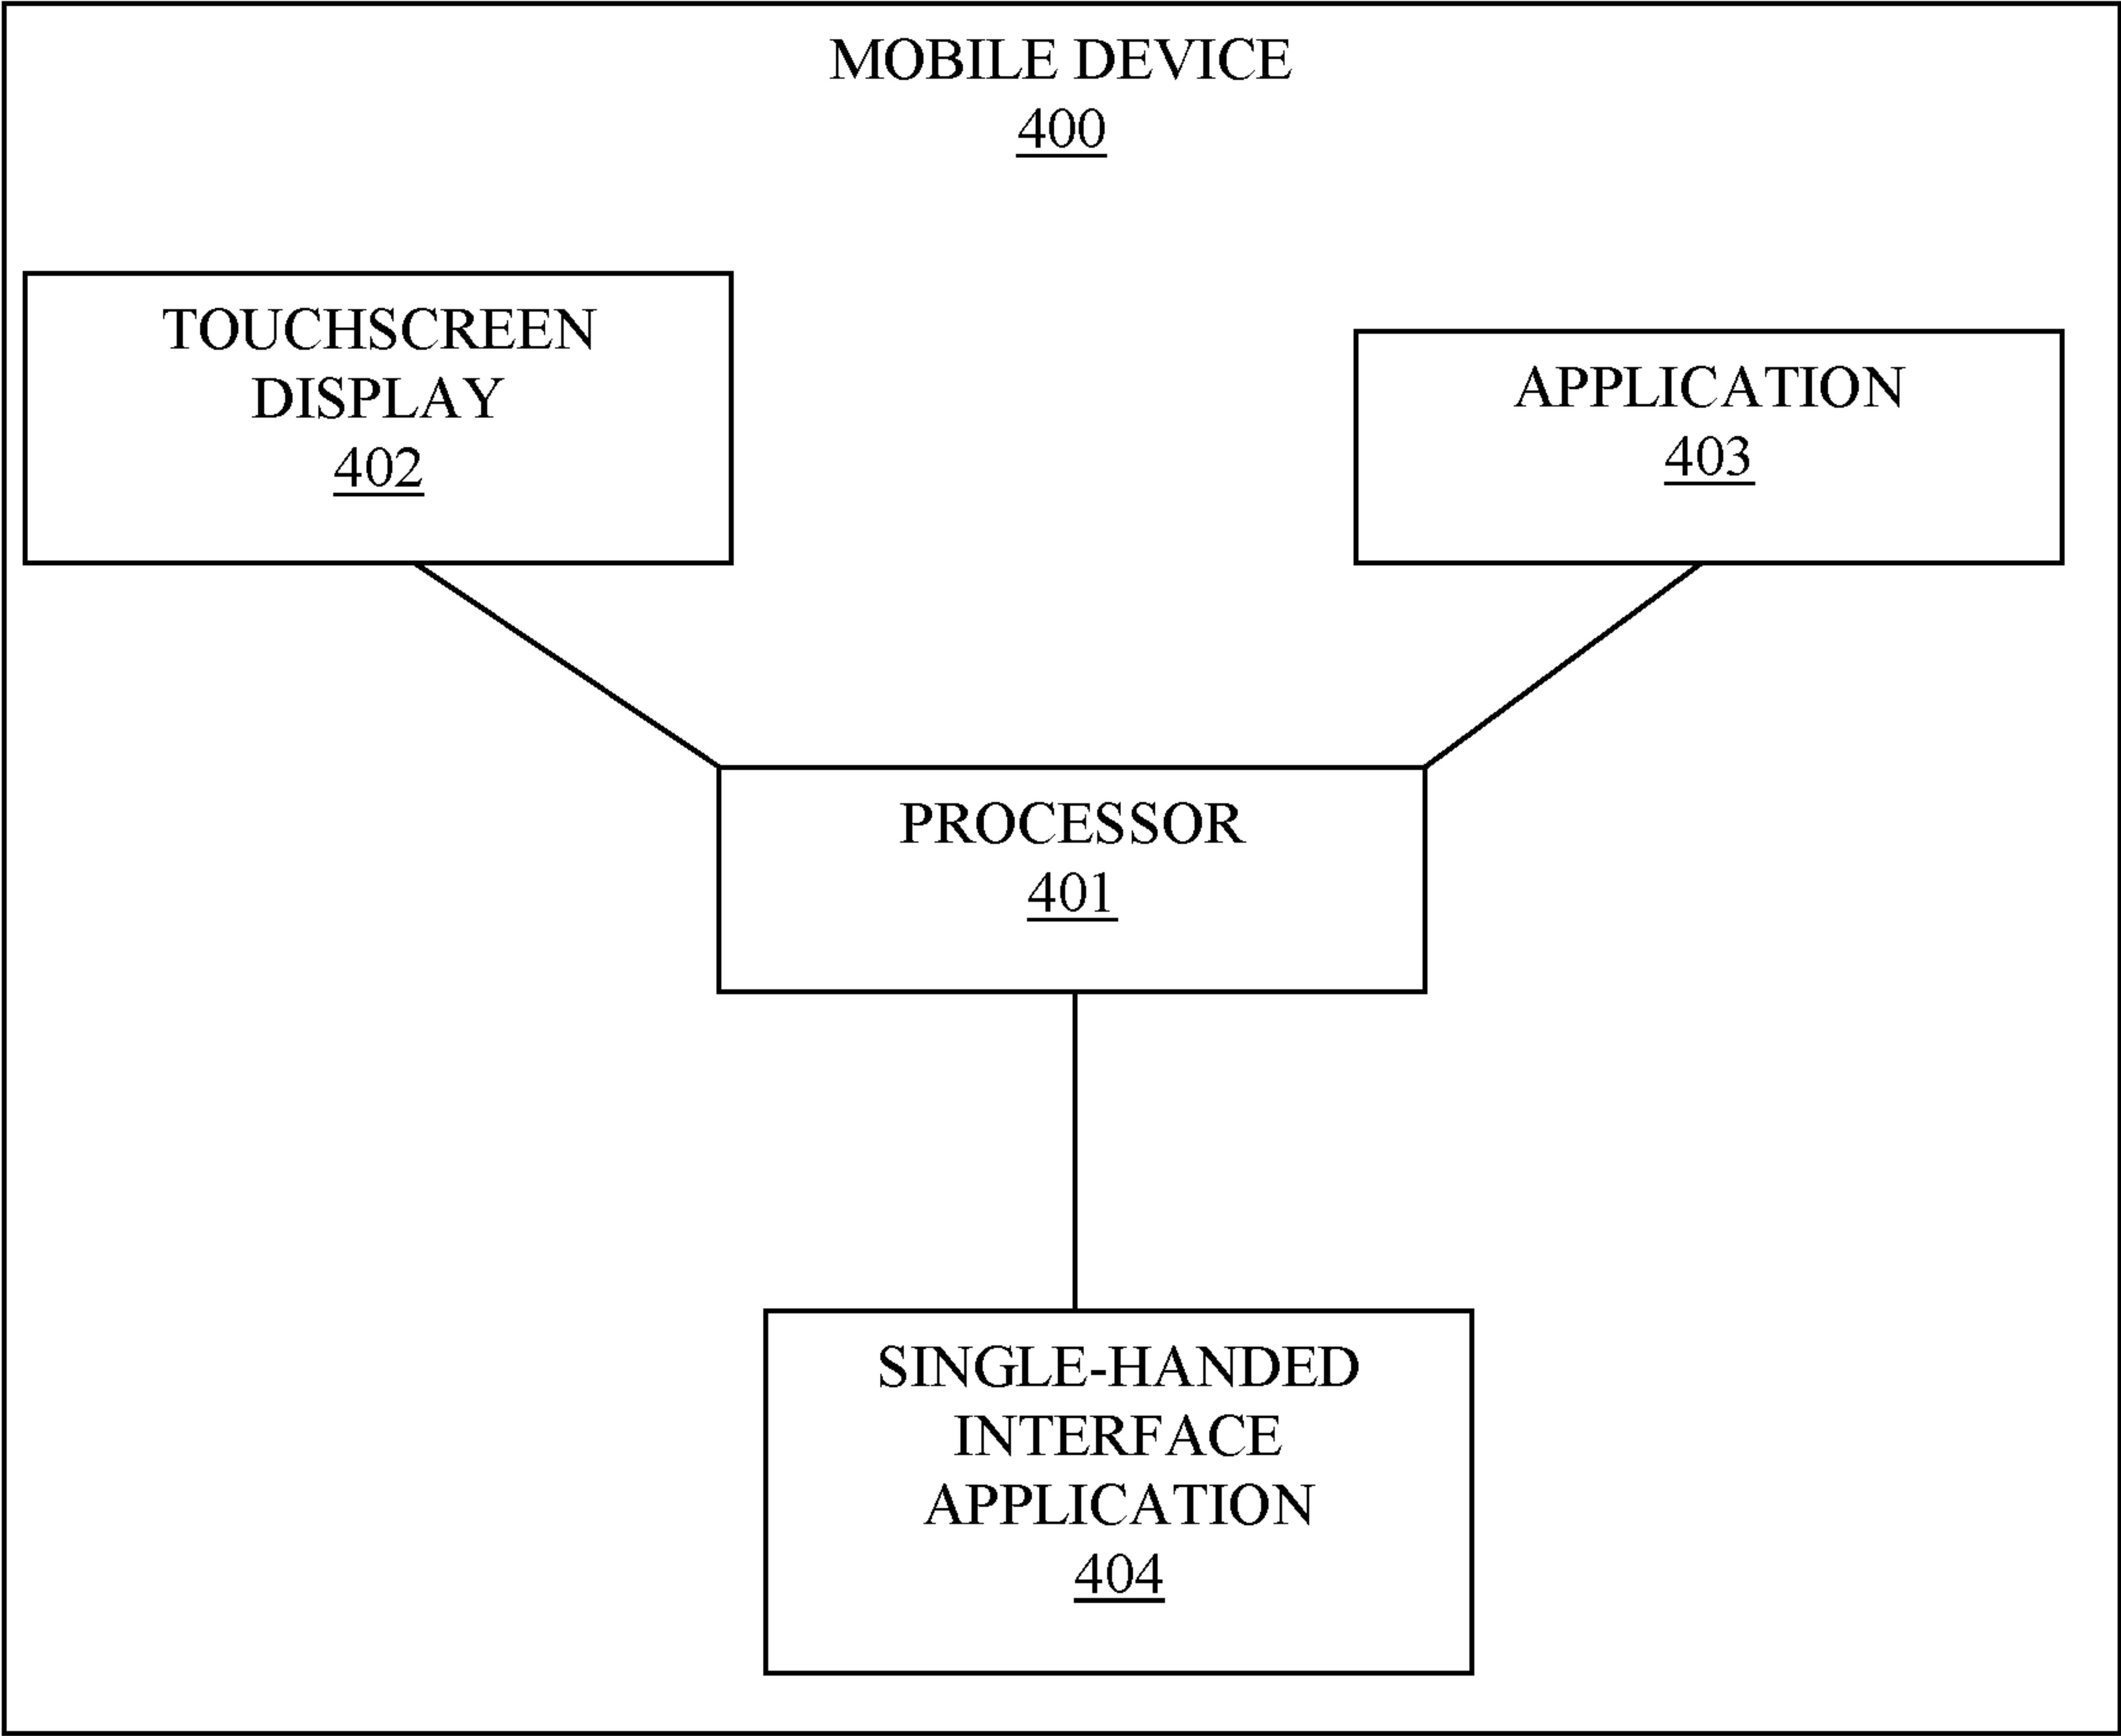 MOBILE DEVICE
400
TOUCHSCREEN
DISPLAY
402
APPLICATION
403
PROCESSOR
401
SINGLE-HANDED
INTERFACE
APPLICATION
404